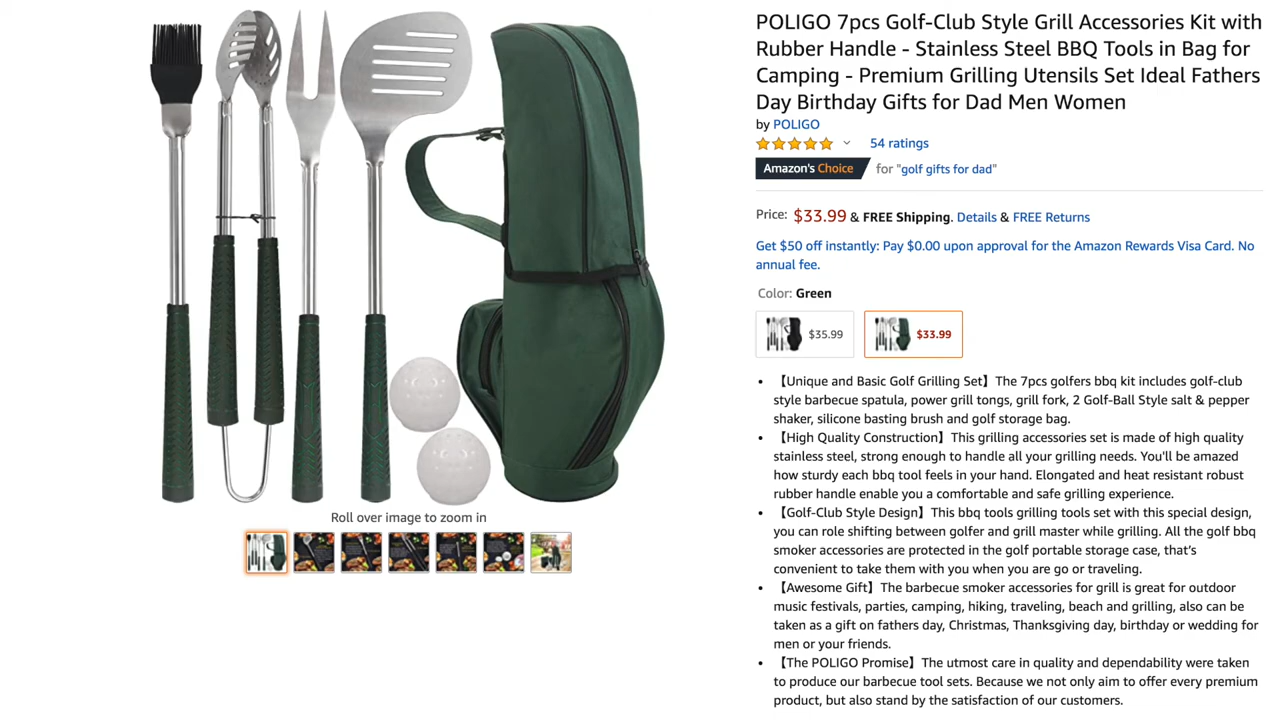 POLIGO 7pcs Golf-Club Style Grill Accessories Kit with
Rubber Handle - Stainless Steel BBQ Tools in Bag for
Camping - Premium Grilling Utensils Set Ideal Fathers
Day Birthday Gifts for Dad Men Women
by POLIGO
54 ratings
Amazon's Choice for "golf gifts for dad"
Price: $33.99 & FREE Shipping. Details & FREE Returns
Get $50 off instantly: Pay $0.00 upon approval for the Amazon Rewards Visa Card. No
annual fee.
Color: Green
$35.99 $33.99
• 【Unique and Basic Golf Grilling Set】The 7pcs golfers bbq kit includes golf-club
style barbecue spatula, power grill tongs, grill fork, 2 Golf-Ball Style salt & pepper
shaker, silicone basting brush and golf storage bag.
• 【High Quality Construction】This grilling accessories set is made of high quality
stainless steel, strong enough to handle all your grilling needs. You'll be amazed
how sturdy each bbq tool feels in your hand. Elongated and heat resistant robust
rubber handle enable you a comfortable and safe grilling experience.
• 【Golf-Club Style Design】This bbq tools grilling tools set with this special design,
you can role shifting between golfer and grill master while grilling. All the golf bbq
smoker accessories are protected in the golf portable storage case, that's
convenient to take them with you when you are go or traveling.
• 【Awesome Gift】The barbecue smoker accessories for grill is great for outdoor
music festivals, parties, camping, hiking, traveling, beach and grilling, also can be
taken as a gift on fathers day, Christmas, Thanksgiving day, birthday or wedding for
men or your friends.
• 【The POLIGO Promise】The utmost care in quality and dependability were taken
to produce our barbecue tool sets. Because we not only aim to offer every premium
product, but also stand by the satisfaction of our customers.
Roll over image to zoom in